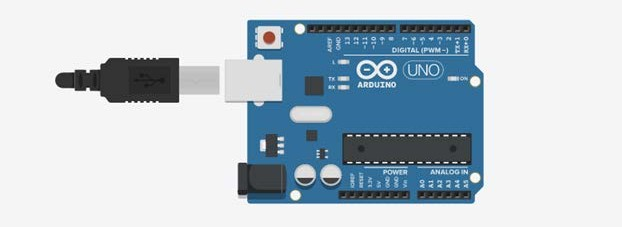 AREF
GND
13
12
~11
~10
~9
8
7
~6
~5
4
~3
2
TX→1
RX←0
DIGITAL (PWM~)
L
TX
RX
ARDUINO
UNO
ON
POWER
ANALOG IN
IOREF
RESET
3.3V
5V
GND
GND
Vin
A0
A1
A2
A3
A4
A5